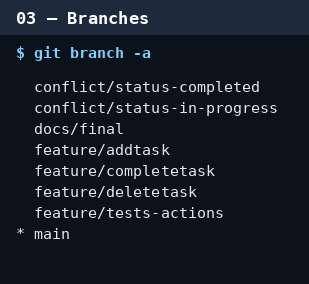 03 — Branches
$ git branch -a
conflict/status-completed
conflict/status-in-progress
docs/final
feature/addtask
feature/completetask
feature/deletetask
feature/tests-actions
* main